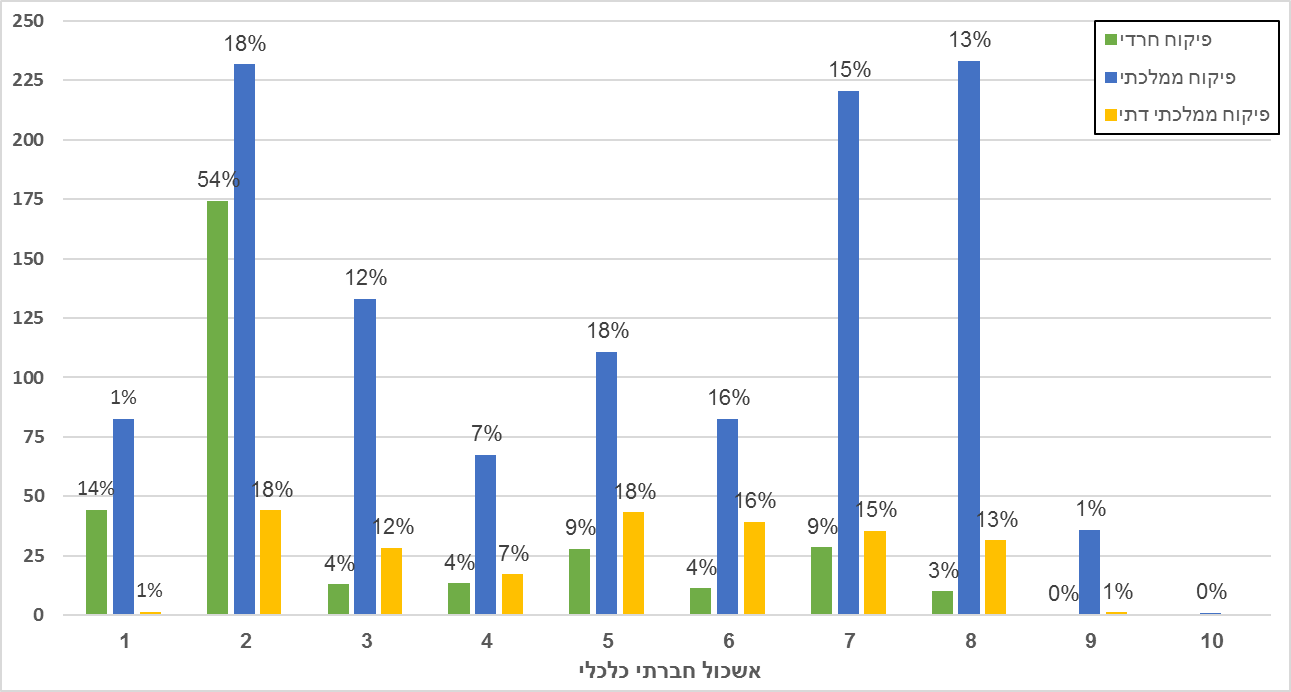 פיקוח חרדי
פיקוח ממלכתי
פיקוח ממלכתי דתי
250
225
200
175
150
125
100
75
50
25
0
14% 1% 1%
54% 18% 18%
4% 12% 12%
4% 7% 7%
9% 18% 18%
4% 16% 16%
9% 15% 15%
3% 13% 13%
0% 1% 1%
0%
1 2 3 4 5 6 7 8 9 10
אשכול חברתי כלכלי